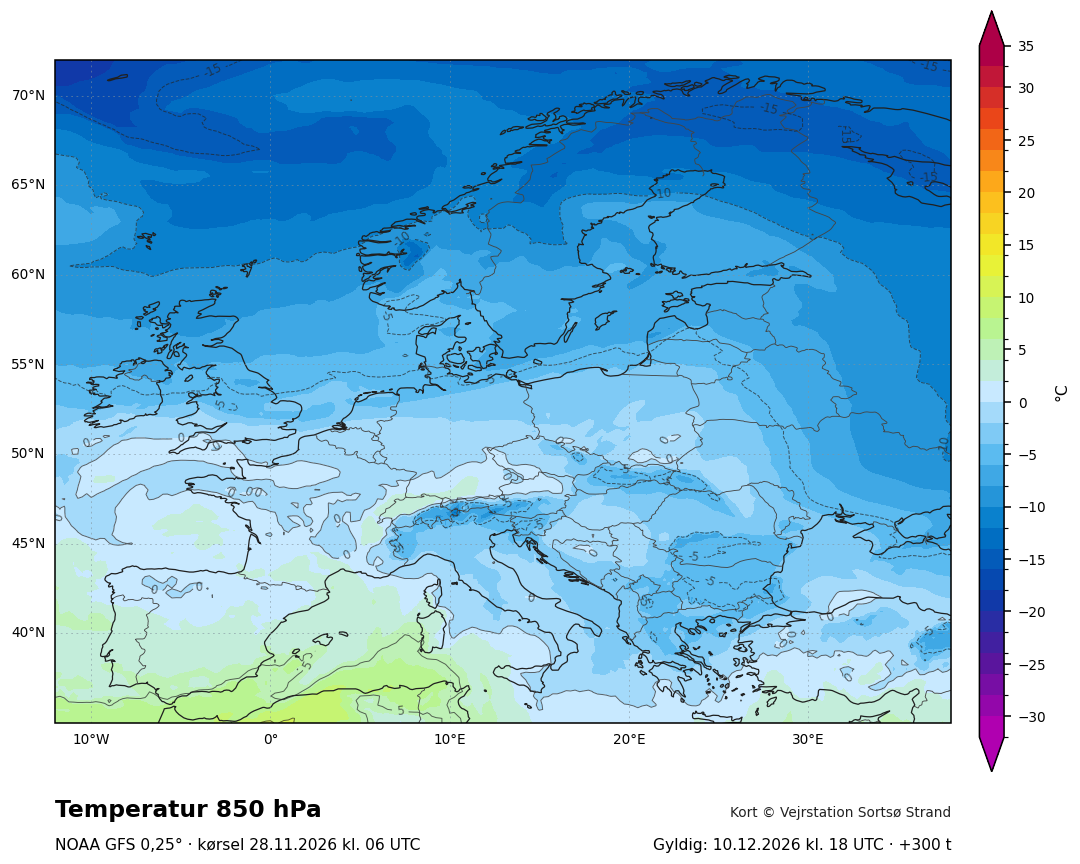 70°N
65°N
60°N
55°N
50°N
45°N
40°N
10°W 0° 10°E 20°E 30°E
35
30
25
20
15
10
5
0
−5
−10
−15
−20
−25
−30
°C
Temperatur 850 hPa
Kort © Vejrstation Sortsø Strand
NOAA GFS 0,25° · kørsel 28.11.2026 kl. 06 UTC
Gyldig: 10.12.2026 kl. 18 UTC · +300 t